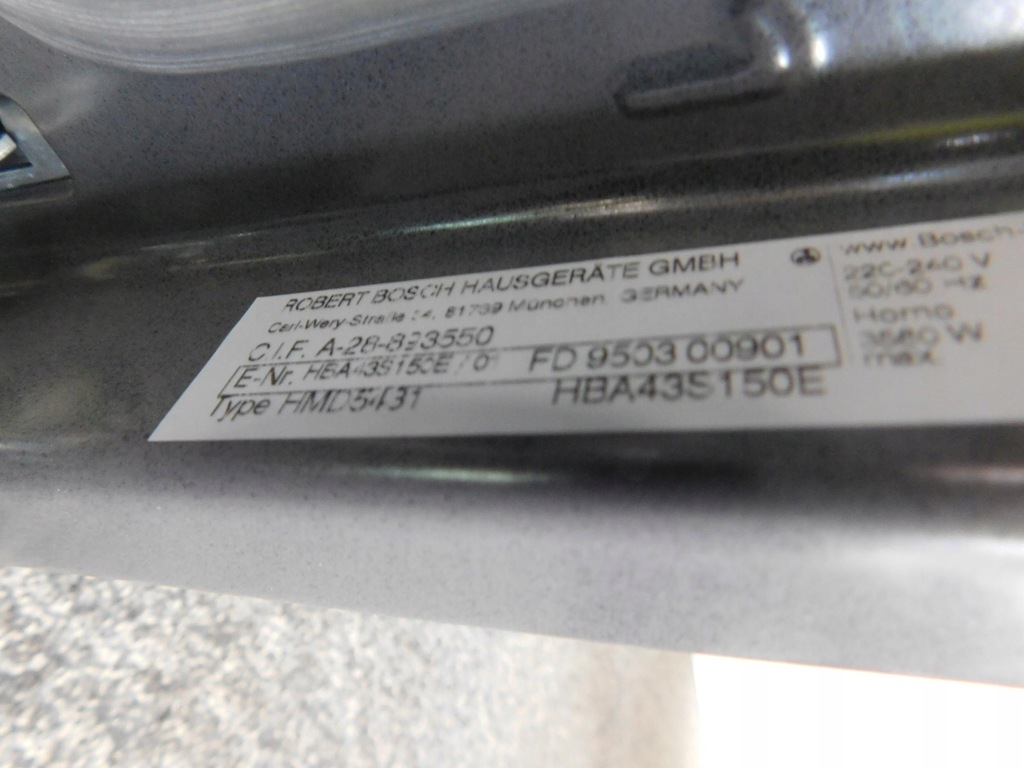 ROBERT BOSCH HAUSGERÄTE GMBH
Carl-Wery-Straße 34, 81739 München GERMANY
C.I.F. A-28-893550
E-Nr. HBA43S150E / 01 FD 9503 00901
Type HMD5431 HBA43S150E
www.Bosch-
220-240 V
50/60 Hz
Horno
3580 W
max.